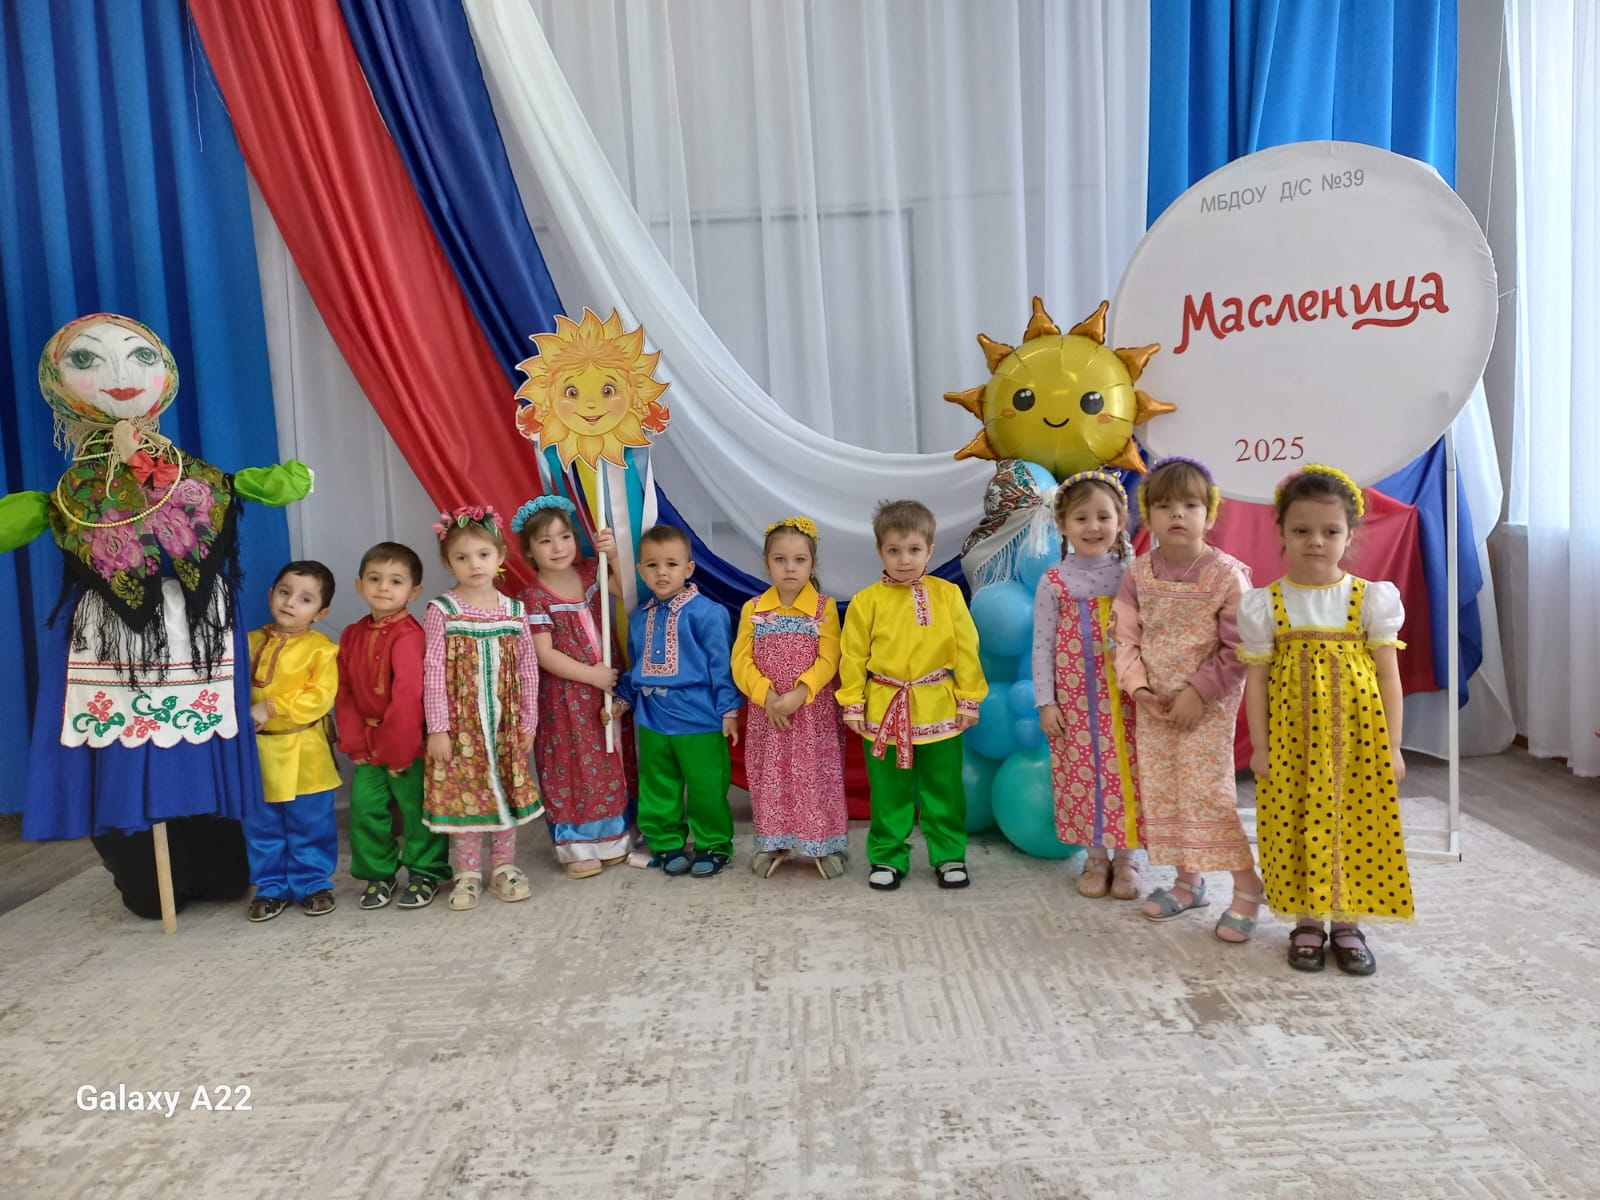 МБДОУ Д/С №39
Масленица
2025
Galaxy A22